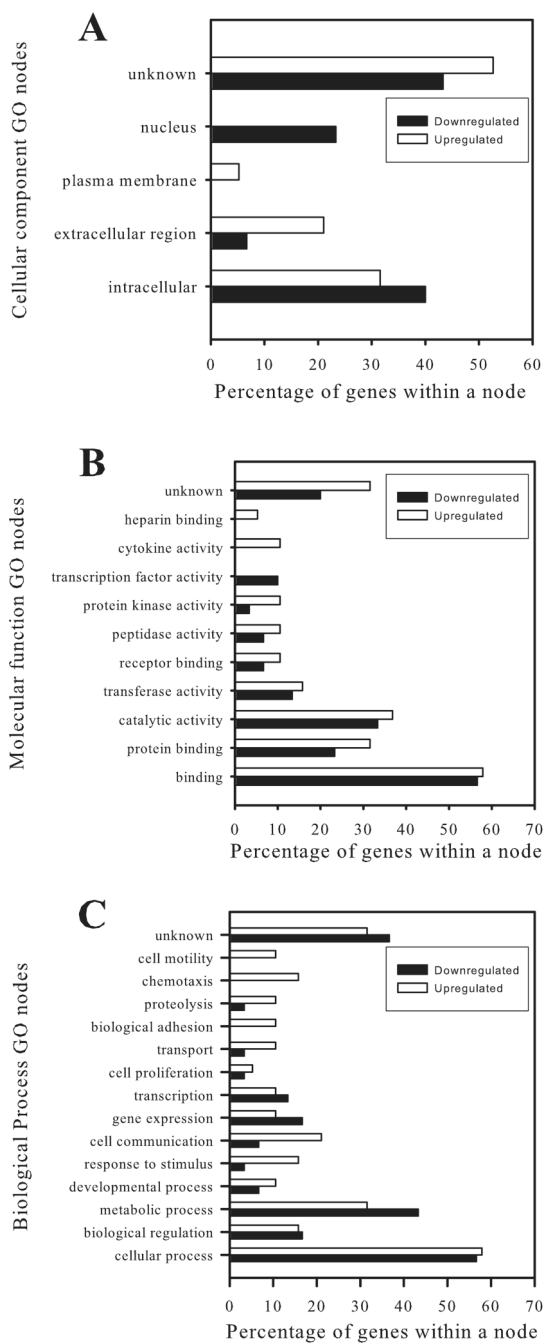 A
Cellular component GO nodes
unknown
nucleus
plasma membrane
extracellular region
intracellular
Downregulated
Upregulated
0 10 20 30 40 50 60
Percentage of genes within a node
B
Molecular function GO nodes
unknown
heparin binding
cytokine activity
transcription factor activity
protein kinase activity
peptidase activity
receptor binding
transferase activity
catalytic activity
protein binding
binding
Downregulated
Upregulated
0 10 20 30 40 50 60 70
Percentage of genes within a node
C
Biological Process GO nodes
unknown
cell motility
chemotaxis
proteolysis
biological adhesion
transport
cell proliferation
transcription
gene expression
cell communication
response to stimulus
developmental process
metabolic process
biological regulation
cellular process
Downregulated
Upregulated
0 10 20 30 40 50 60 70
Percentage of genes within a node